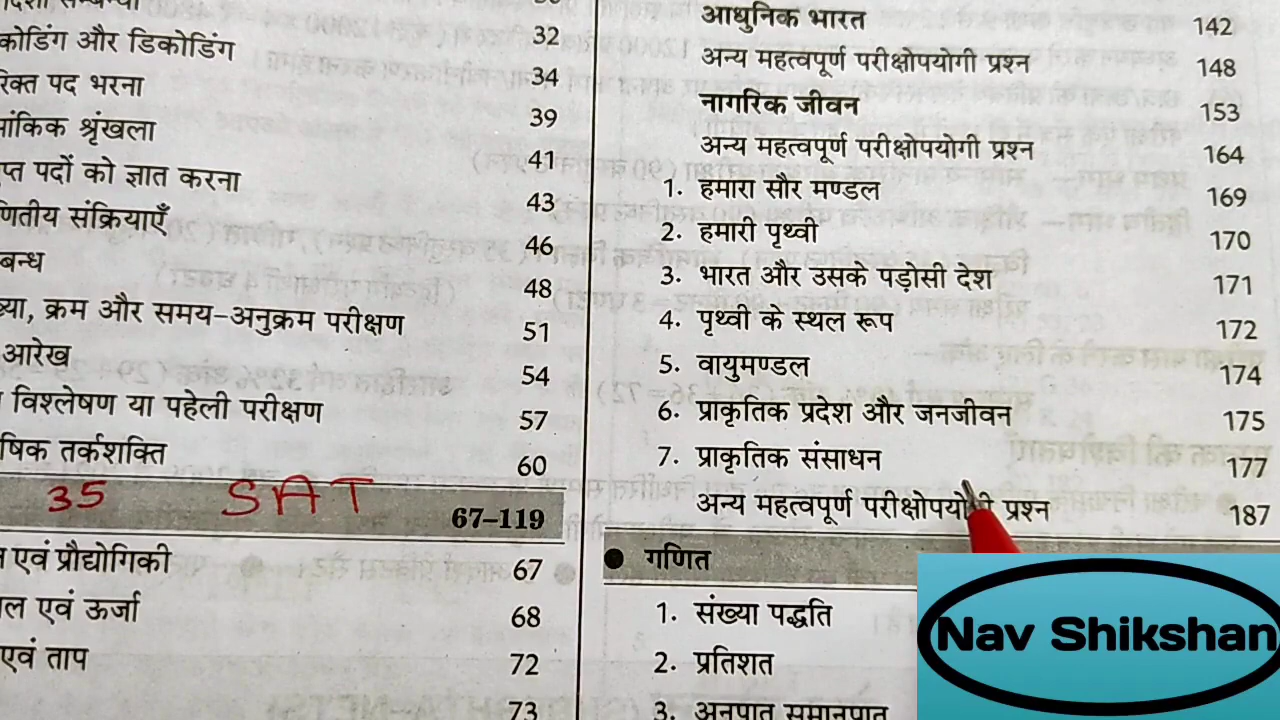 कोडिंग और डिकोडिंग 32
पद भरना 34
श्रृंखला 39
पदों को ज्ञात करना 41
संक्रियाएँ 43
46
48
क्रम और समय-अनुक्रम परीक्षण 51
आरेख 54
विश्लेषण या पहेली परीक्षण 57
तर्कशक्ति 60
35 SAT 67–119
एवं प्रौद्योगिकी 67
एवं ऊर्जा 68
एवं ताप 72
73
आधुनिक भारत 142
अन्य महत्वपूर्ण परीक्षोपयोगी प्रश्न 148
नागरिक जीवन 153
अन्य महत्वपूर्ण परीक्षोपयोगी प्रश्न 164
1. हमारा सौर मण्डल 169
2. हमारी पृथ्वी 170
3. भारत और उसके पड़ोसी देश 171
4. पृथ्वी के स्थल रूप 172
5. वायुमण्डल 174
6. प्राकृतिक प्रदेश और जनजीवन 175
7. प्राकृतिक संसाधन 177
अन्य महत्वपूर्ण परीक्षोपयोगी प्रश्न 187
● गणित
1. संख्या पद्धति
2. प्रतिशत
3. अनुपात समानुपात
Nav Shikshan